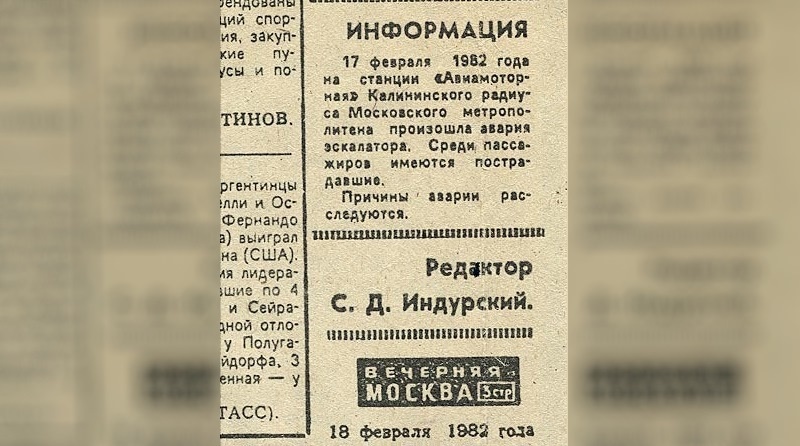 рендованы
ций спор-
ия, закуп-
кие пу-
усы и по-
ТИНОВ.
ргентинцы
елли и Ос-
Фернандо
а) выиграл
на (США).
ия лидера-
вшие по 4
и Сейра-
дной отло-
у Полуга-
йдорфа, 3
енная — у
ТАСС).
ИНФОРМАЦИЯ
17 февраля 1982 года
на станции «Авиамотор-
ная» Калининского радиу-
са Московского метропо-
литена произошла авария
эскалатора. Среди пасса-
жиров имеются постра-
давшие.
Причины аварии рас-
следуются.
Редактор
С. Д. Индурский.
ВЕЧЕРНЯЯ
МОСКВА 3 стр
18 февраля 1982 года